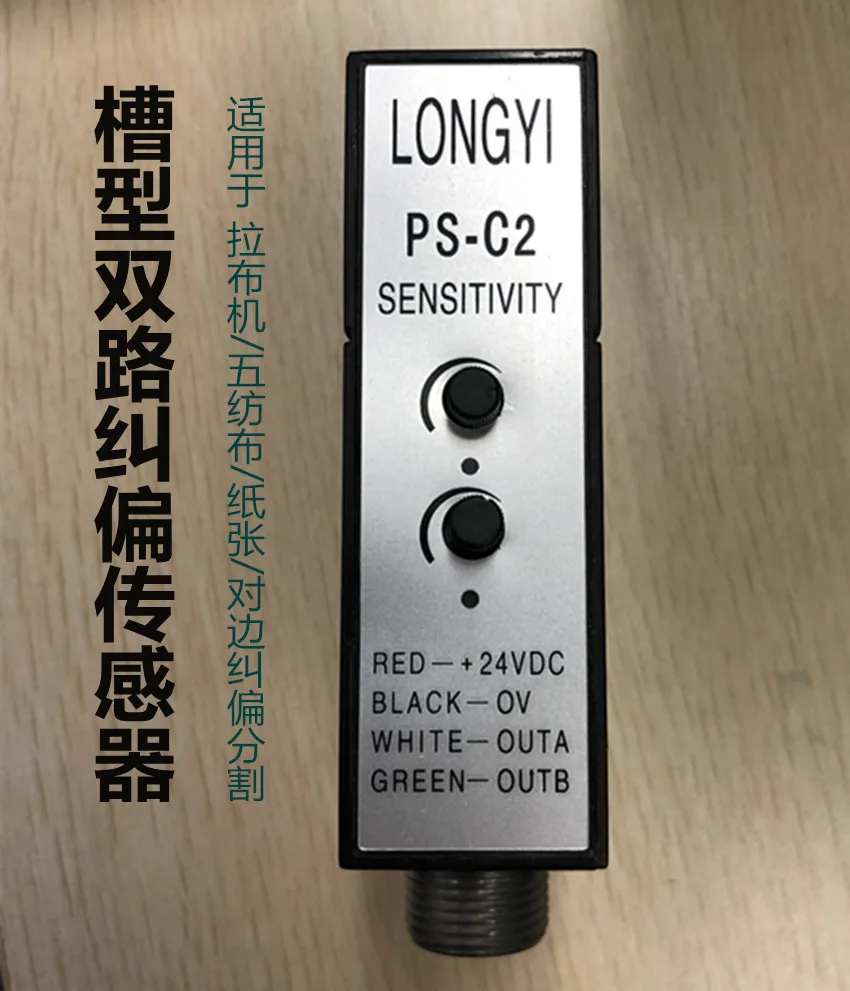 槽型双路纠偏传感器
适用于 拉布机/五纺布/纸张/对边纠偏分割
LONGYI
PS-C2
SENSITIVITY
RED—+24VDC
BLACK—OV
WHITE—OUTA
GREEN—OUTB